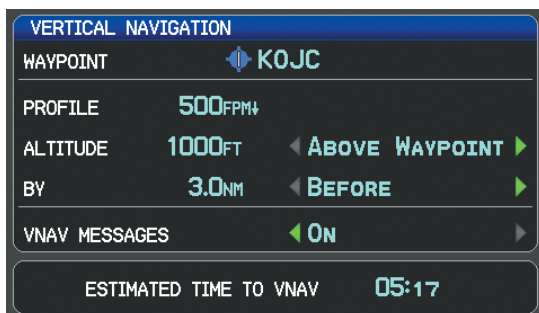 VERTICAL NAVIGATION
WAYPOINT KOJC
PROFILE 500FPM↓
ALTITUDE 1000FT ABOVE WAYPOINT
BY 3.0NM BEFORE
VNAV MESSAGES ON
ESTIMATED TIME TO VNAV 05:17